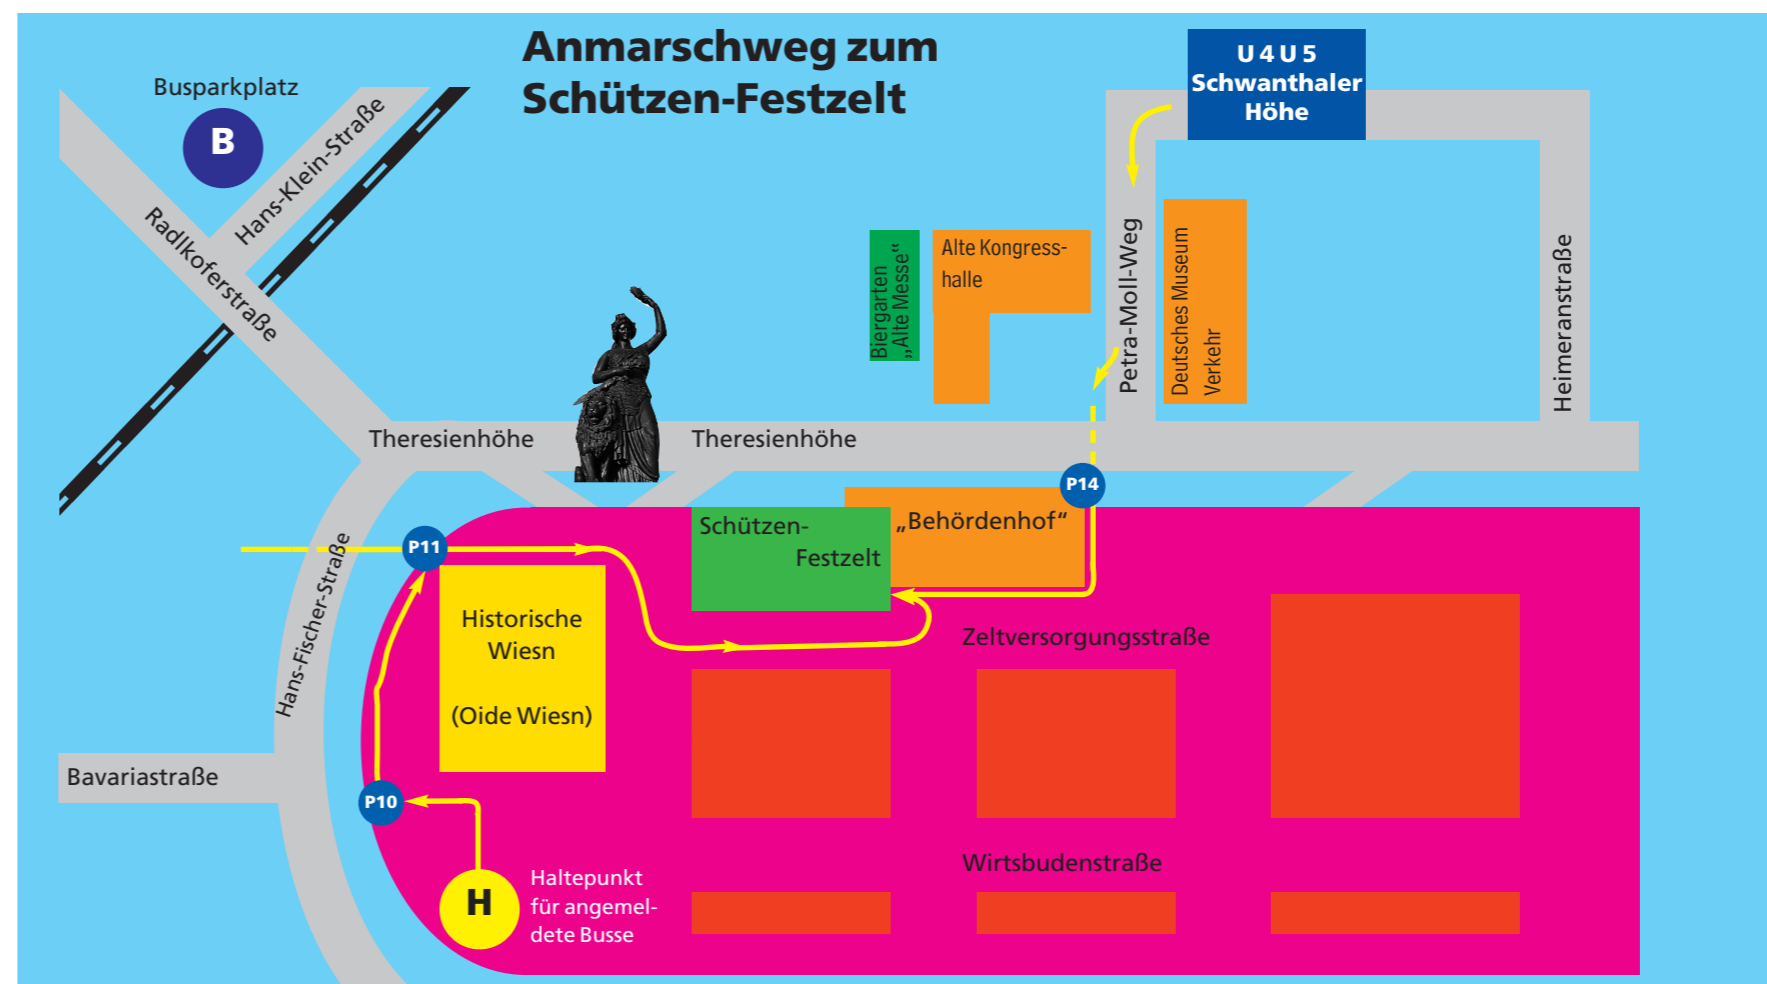 Anmarschweg zum
Schützen-Festzelt
Busparkplatz
B
Hans-Klein-Straße
Radlkoferstraße
U 4 U 5
Schwanthaler
Höhe
Biergarten
„Alte Messe“
Alte Kongress-
halle
Petra-Moll-Weg
Deutsches Museum
Verkehr
Heimeranstraße
Theresienhöhe
Theresienhöhe
P14
Schützen-
Festzelt
„Behördenhof“
P11
Hans-Fischer-Straße
Historische
Wiesn
(Oide Wiesn)
Zeltversorgungsstraße
Bavariastraße
P10
Wirtsbudenstraße
H
Haltepunkt
für angemel-
dete Busse